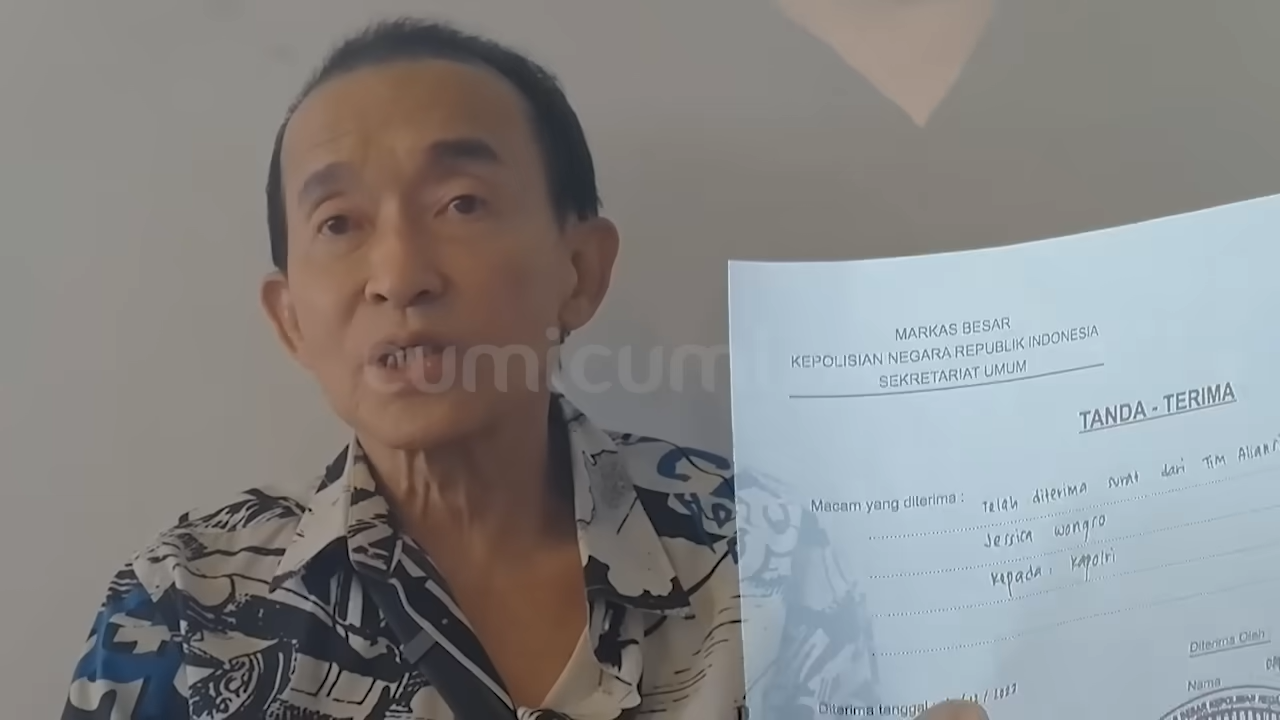 cumicumi
MARKAS BESAR
KEPOLISIAN NEGARA REPUBLIK INDONESIA
SEKRETARIAT UMUM
TANDA - TERIMA
Macam yang diterima : Telah diterima surat dari Tim
Jessica wongro
Kepada : Kapolri
Diterima Oleh
Nama
Diterima tanggal